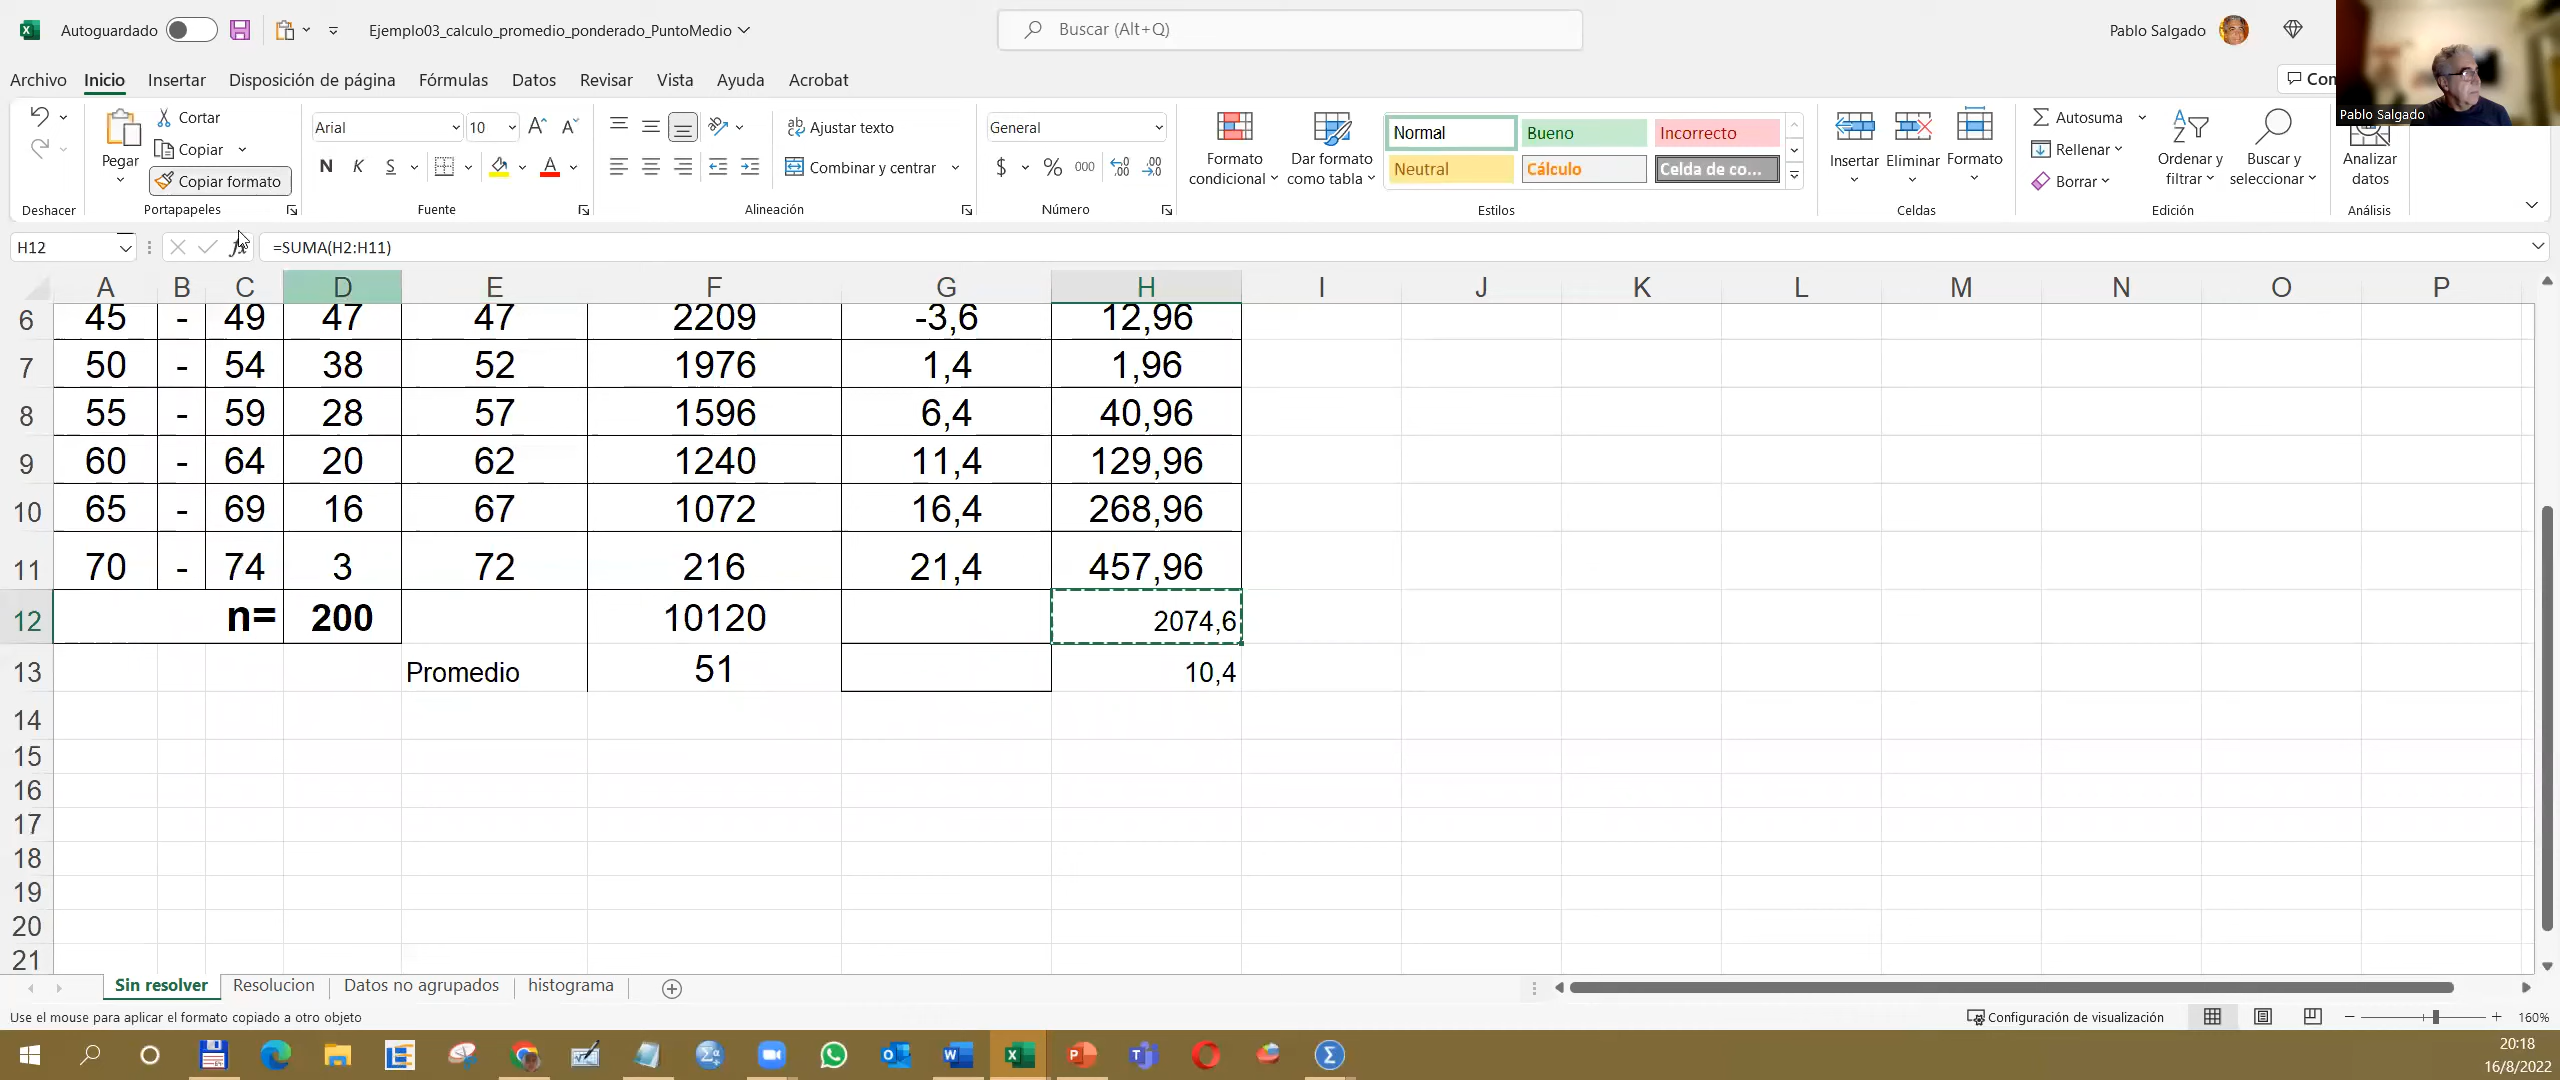 Autoguardado
Ejemplo03_calculo_promedio_ponderado_PuntoMedio
Buscar (Alt+Q)
Pablo Salgado
Archivo Inicio Insertar Disposición de página Fórmulas Datos Revisar Vista Ayuda Acrobat
Com
Pablo Salgado
Pegar
Cortar
Copiar
Copiar formato
Arial 10
N K S
Ajustar texto
Combinar y centrar
General
$ % 000
Formato condicional
Dar formato como tabla
Normal Bueno Incorrecto
Neutral Cálculo Celda de co...
Insertar Eliminar Formato
Autosuma
Rellenar
Borrar
Ordenar y filtrar
Buscar y seleccionar
Analizar datos
Deshacer Portapapeles Fuente Alineación Número Estilos Celdas Edición Análisis
H12 fx =SUMA(H2:H11)
A B C D E F G H I J K L M N O P
6 45 - 49 47 47 2209 -3,6 12,96
7 50 - 54 38 52 1976 1,4 1,96
8 55 - 59 28 57 1596 6,4 40,96
9 60 - 64 20 62 1240 11,4 129,96
10 65 - 69 16 67 1072 16,4 268,96
11 70 - 74 3 72 216 21,4 457,96
12 n= 200 10120 2074,6
13 Promedio 51 10,4
14
15
16
17
18
19
20
21
Sin resolver Resolucion Datos no agrupados histograma
Use el mouse para aplicar el formato copiado a otro objeto
Configuración de visualización
160%
20:18
16/8/2022